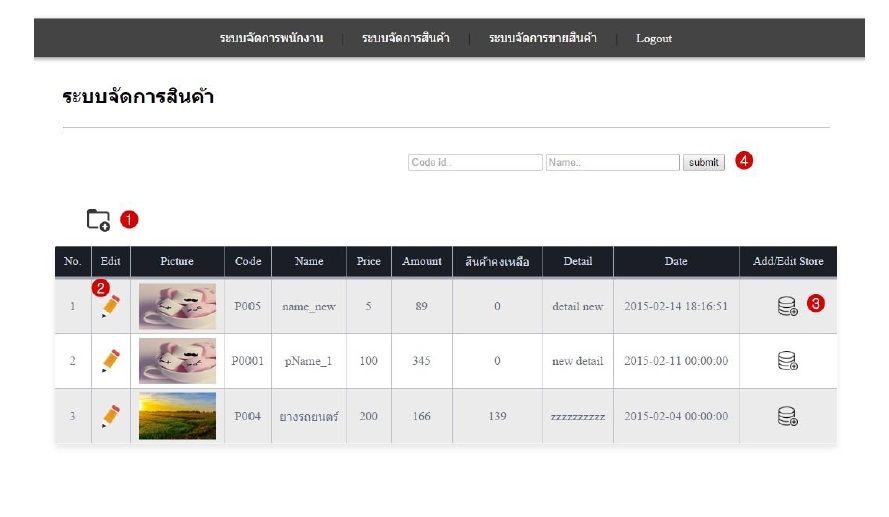 ระบบจัดการพนักงาน | ระบบจัดการสินค้า | ระบบจัดการขายสินค้า | Logout
ระบบจัดการสินค้า
Code id.. Name.. submit 4
1
No. Edit Picture Code Name Price Amount สินค้าคงเหลือ Detail Date Add/Edit Store
2
1 P005 name_new 5 89 0 detail new 2015-02-14 18:16:51 3
2 P0001 pName_1 100 345 0 new detail 2015-02-11 00:00:00
3 P004 ยางรถยนตร์ 200 166 139 zzzzzzzzzz 2015-02-04 00:00:00